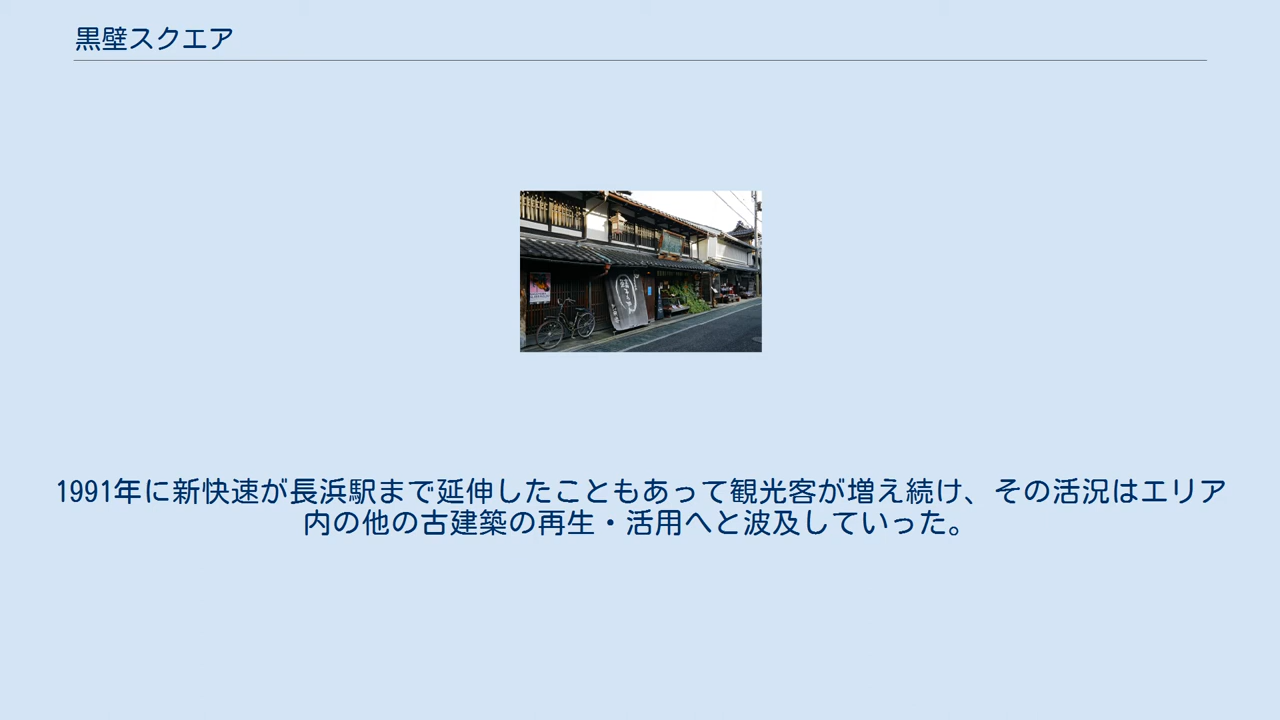 黒壁スクエア
1991年に新快速が長浜駅まで延伸したこともあって観光客が増え続け、その活況はエリア
内の他の古建築の再生・活用へと波及していった。